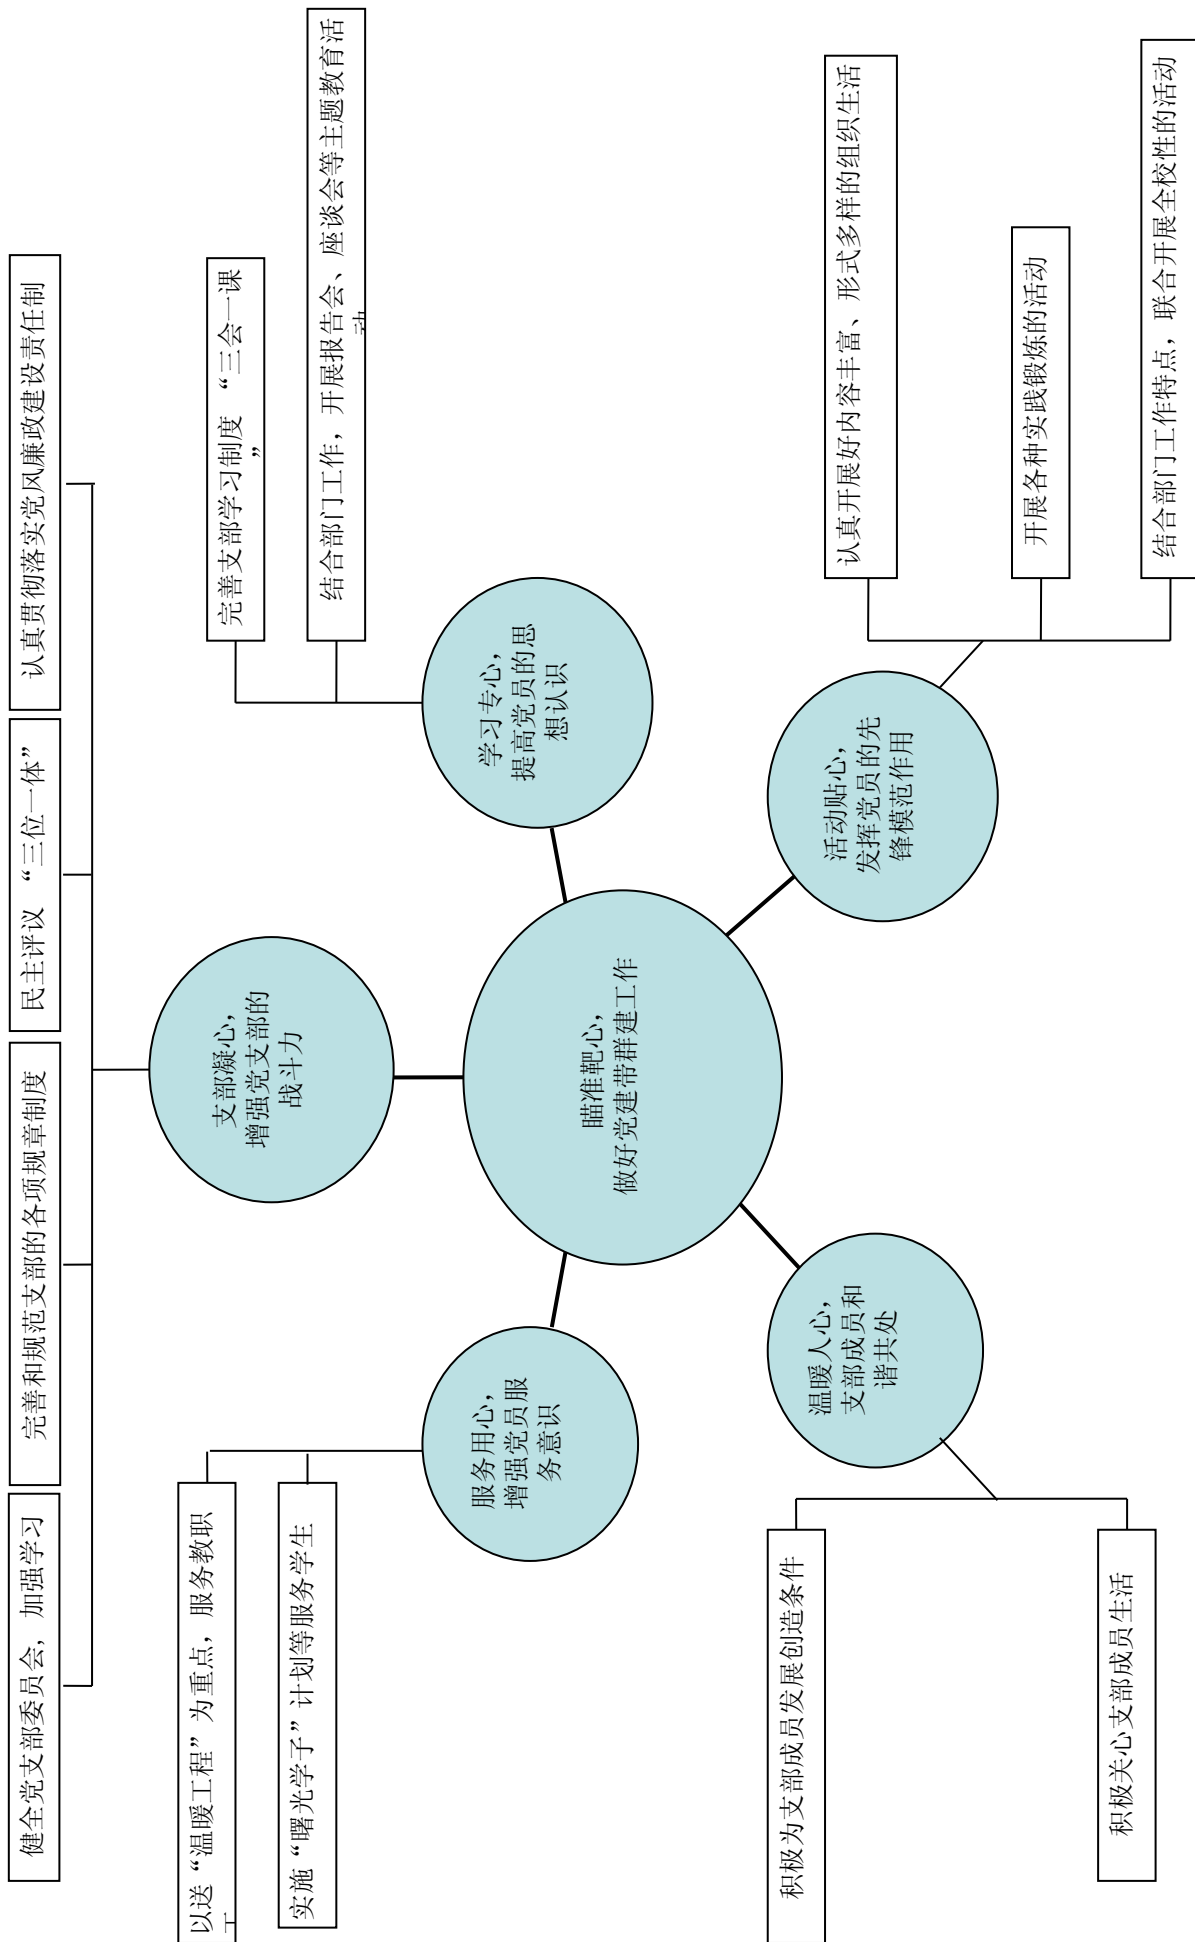 健全党支部委员会，加强学习
完善和规范支部的各项规章制度
民主评议 “三位一体”
认真贯彻落实党风廉政建设责任制
支部凝心，
增强党支部的
战斗力
以送 “温暖工程” 为重点，服务教职
工
实施 “曙光学子” 计划等服务学生
服务用心，
增强党员服
务意识
完善支部学习制度 “三会一课
”
结合部门工作，开展报告会、座谈会等主题教育活
动
学习专心，
提高党员的思
想认识
瞄准靶心，
做好党建带群建工作
温暖人心，
支部成员和
谐共处
积极为支部成员发展创造条件
积极关心支部成员生活
活动贴心，
发挥党员的先
锋模范作用
认真开展好内容丰富、形式多样的组织生活
开展各种实践锻炼的活动
结合部门工作特点，联合开展全校性的活动